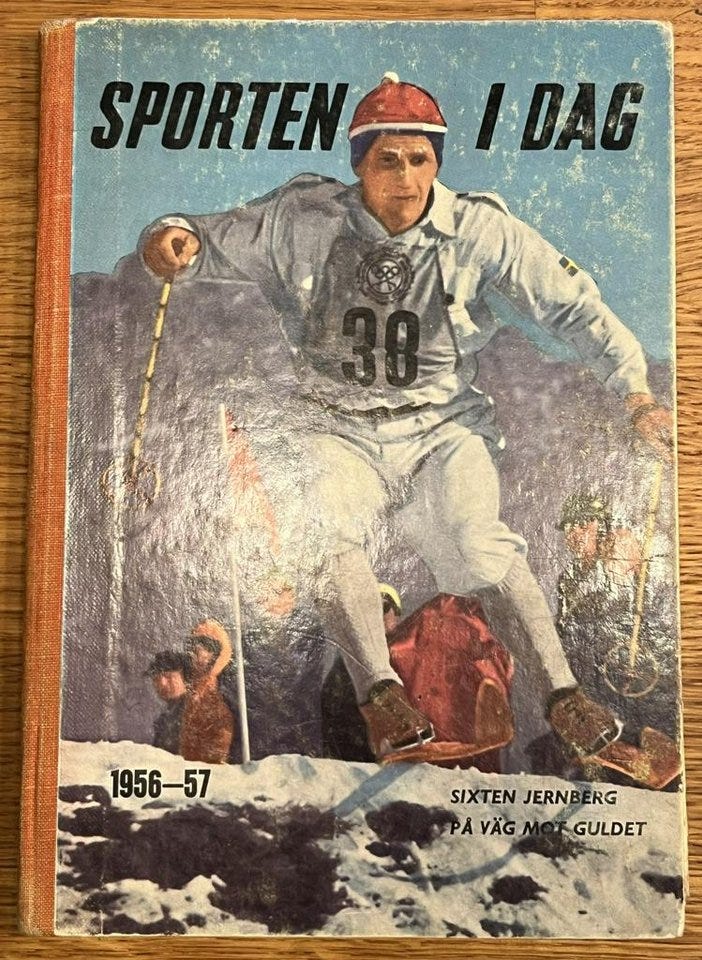 SPORTEN I DAG
38
1956–57
SIXTEN JERNBERG
PÅ VÄG MOT GULDET